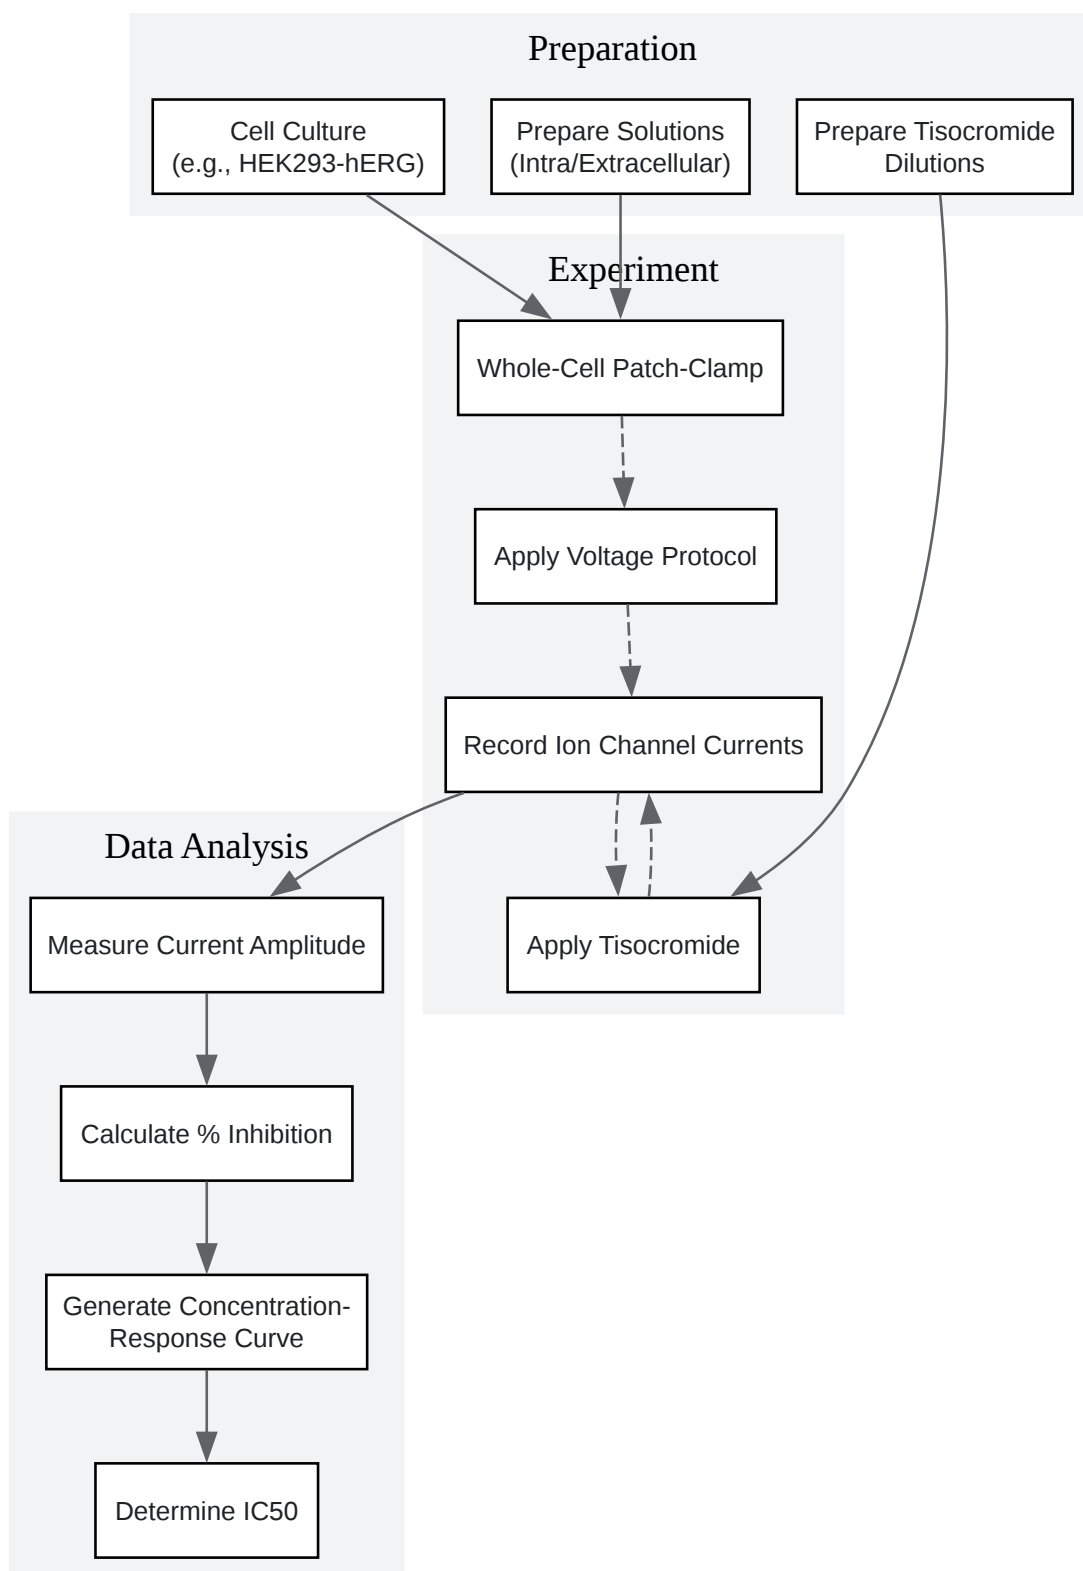 Preparation
Cell Culture
(e.g., HEK293-hERG)
Prepare Solutions
(Intra/Extracellular)
Prepare Tisocromide
Dilutions
Experiment
Whole-Cell Patch-Clamp
Apply Voltage Protocol
Record Ion Channel Currents
Apply Tisocromide
Data Analysis
Measure Current Amplitude
Calculate % Inhibition
Generate Concentration-
Response Curve
Determine IC50